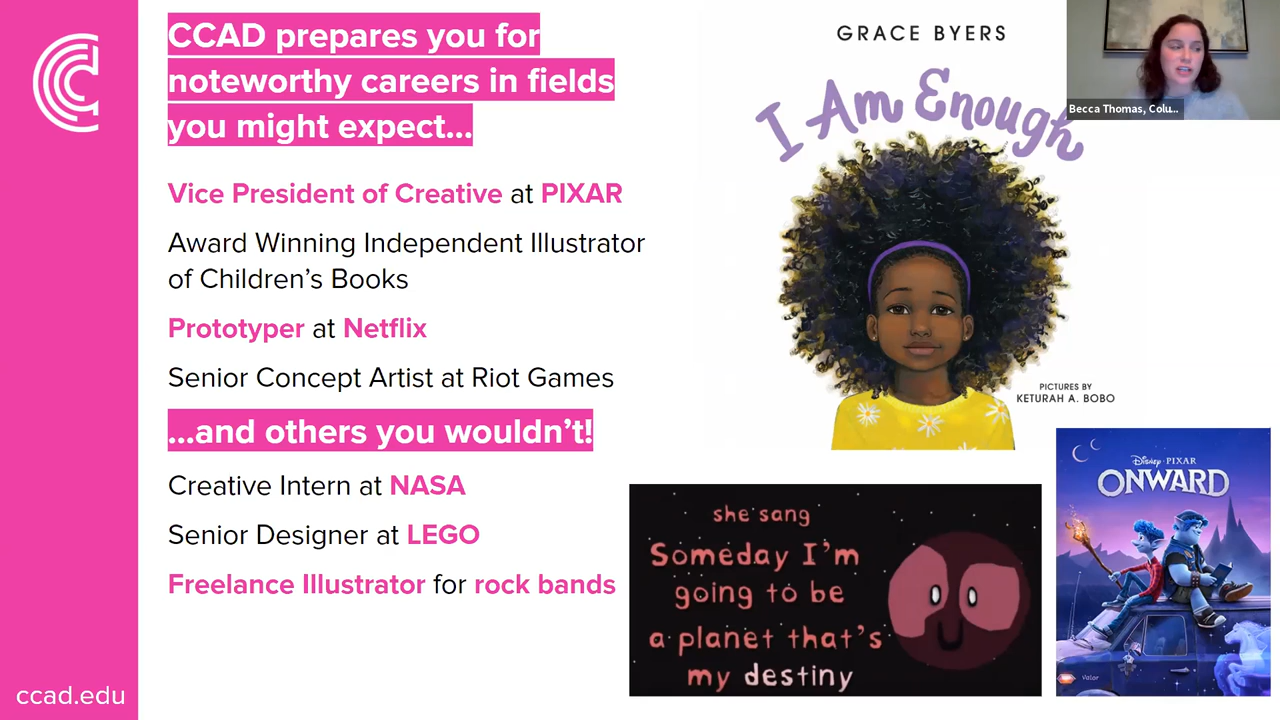 CCAD prepares you for
noteworthy careers in fields
you might expect...
Vice President of Creative at PIXAR
Award Winning Independent Illustrator
of Children's Books
Prototyper at Netflix
Senior Concept Artist at Riot Games
...and others you wouldn't!
Creative Intern at NASA
Senior Designer at LEGO
Freelance Illustrator for rock bands
ccad.edu
GRACE BYERS
I Am Enough
PICTURES BY
KETURAH A. BOBO
Becca Thomas, Colu...
she sang
Someday I'm
going to be
a planet that's
my destiny
Disney · PIXAR
ONWARD
Valor